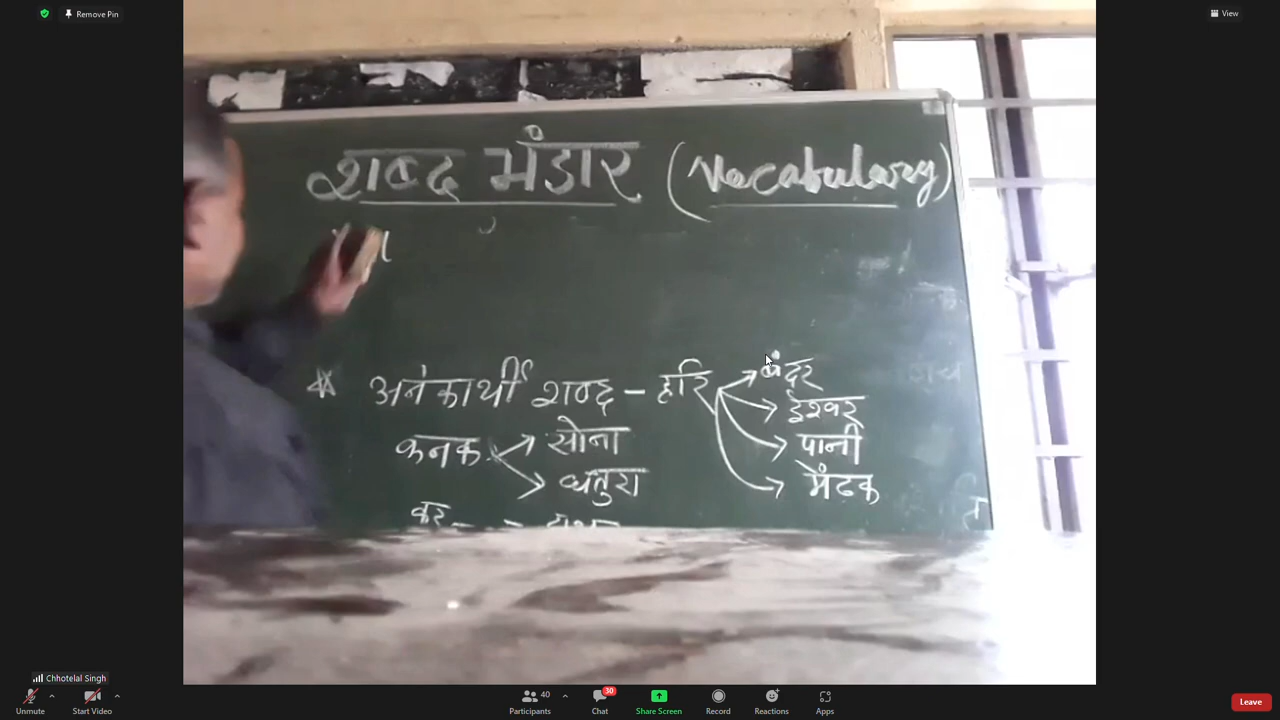 Remove Pin
View
शब्द भंडार (Vocabulary)
बंदर
* अनेकार्थी शब्द – हरि → ईश्वर
कनक → सोना → पानी
→ धतुरा → मेंढक
कर
Chhotelal Singh
Unmute Start Video Participants 40 Chat 30 Share Screen Record Reactions Apps Leave